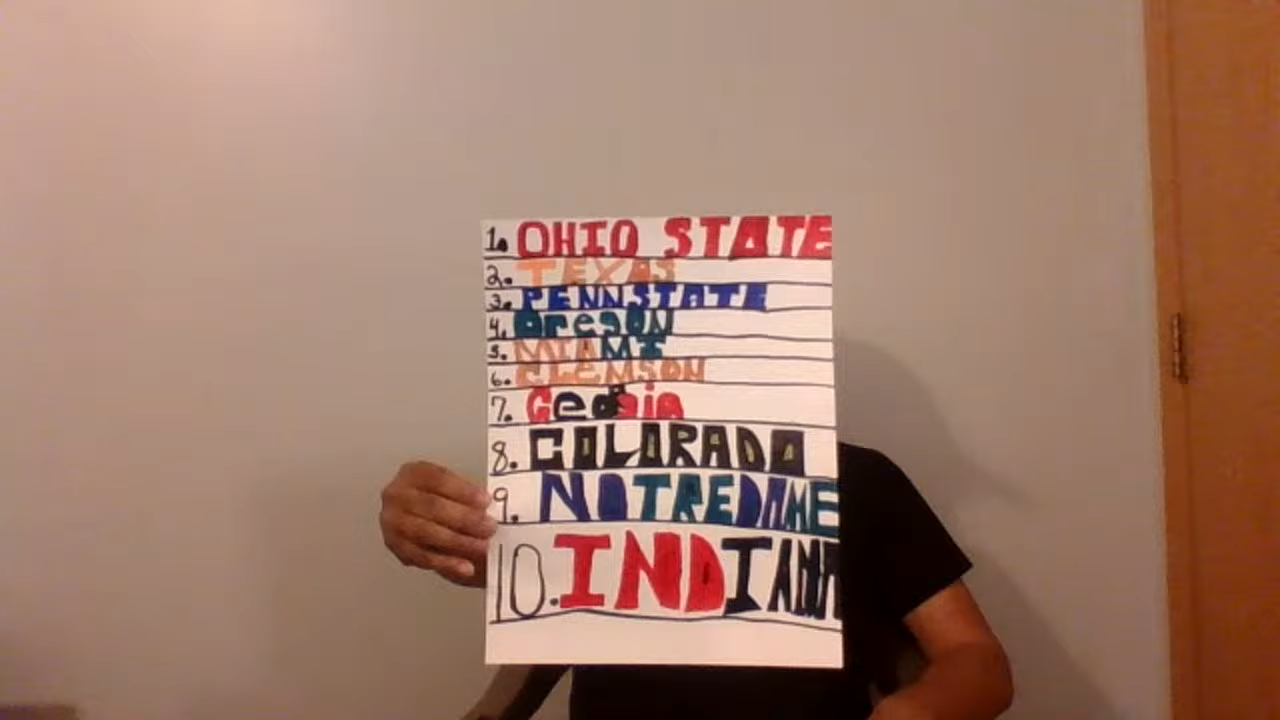 1. OHIO STATE
2. TEXAS
3. PENNSTATE
4. OregON
5. MIAMI
6. CLeMSON
7. Geogia
8. COLORADO
9. NOTREDAME
10. INDIANA